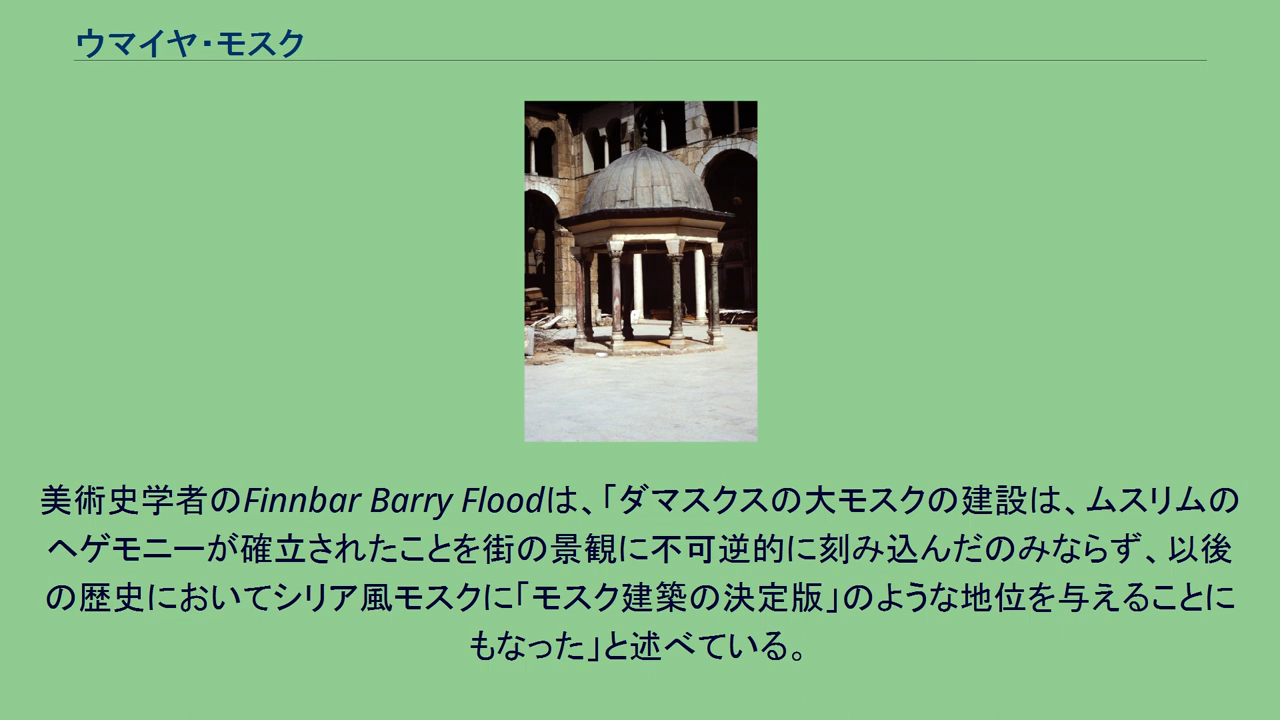 ウマイヤ・モスク
美術史学者のFinnbar Barry Floodは、「ダマスクスの大モスクの建設は、ムスリムの
ヘゲモニーが確立されたことを街の景観に不可逆的に刻み込んだのみならず、以後
の歴史においてシリア風モスクに「モスク建築の決定版」のような地位を与えることに
もなった」と述べている。